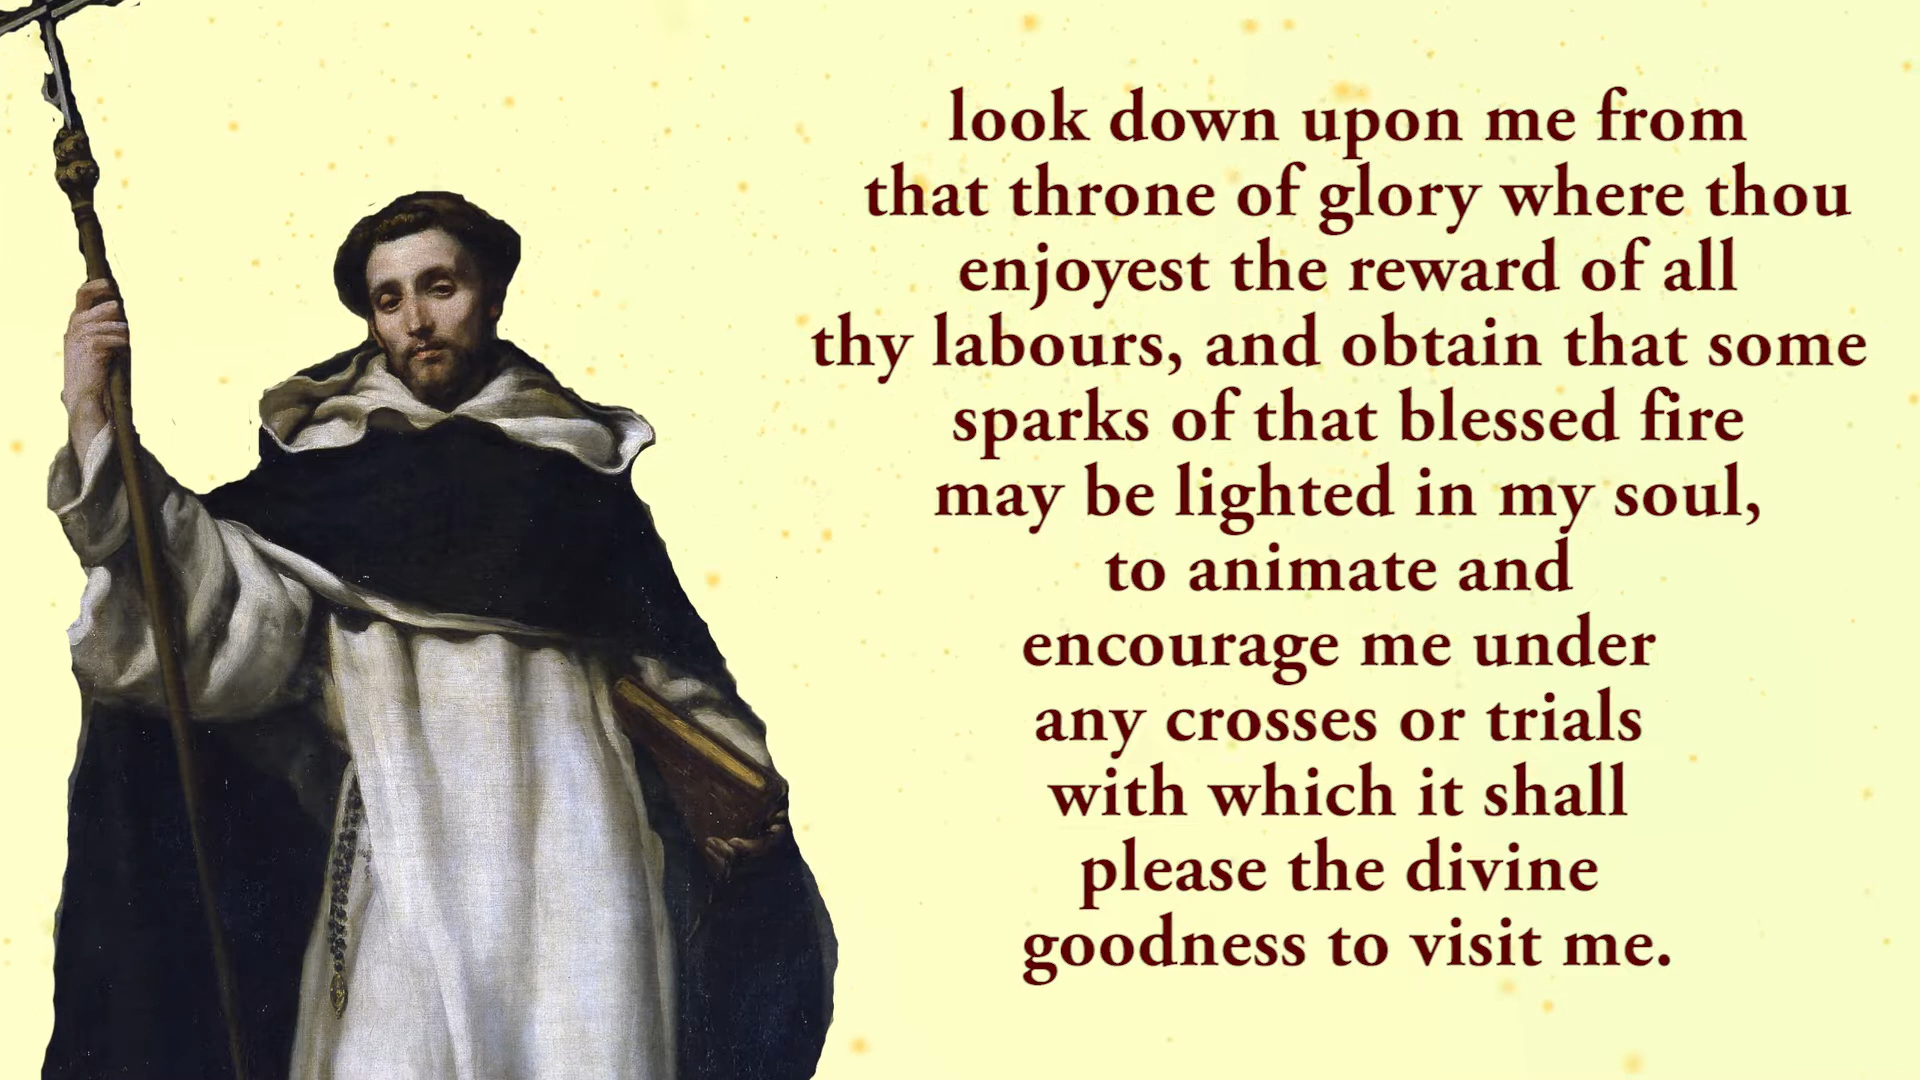 look down upon me from
that throne of glory where thou
enjoyest the reward of all
thy labours, and obtain that some
sparks of that blessed fire
may be lighted in my soul,
to animate and
encourage me under
any crosses or trials
with which it shall
please the divine
goodness to visit me.